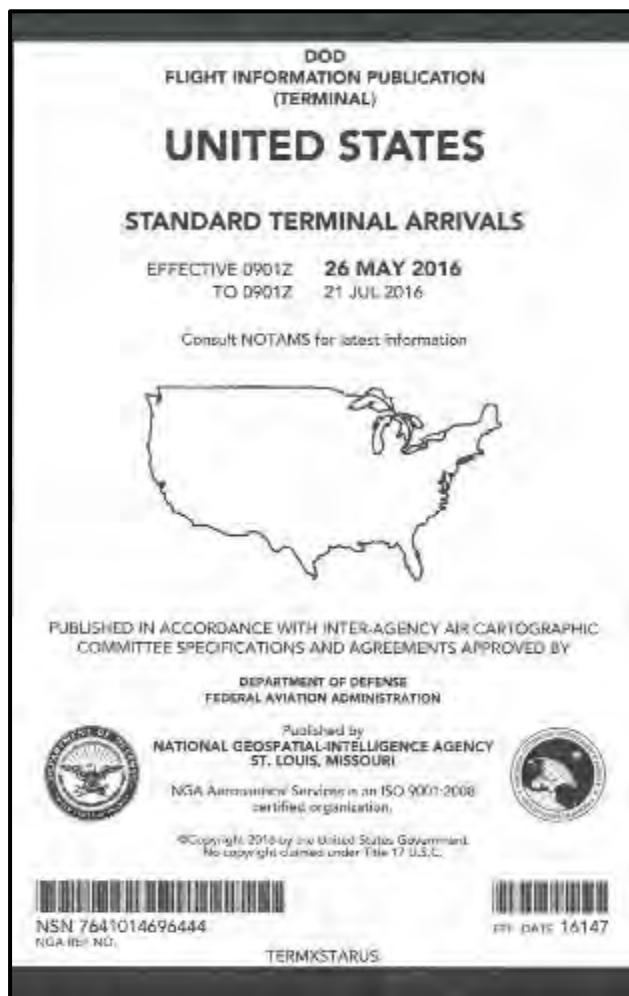 DOD
FLIGHT INFORMATION PUBLICATION
(TERMINAL)
UNITED STATES
STANDARD TERMINAL ARRIVALS
EFFECTIVE 0901Z 26 MAY 2016
TO 0901Z 21 JUL 2016
Consult NOTAMS for latest information
PUBLISHED IN ACCORDANCE WITH INTER-AGENCY AIR CARTOGRAPHIC
COMMITTEE SPECIFICATIONS AND AGREEMENTS APPROVED BY
DEPARTMENT OF DEFENSE
FEDERAL AVIATION ADMINISTRATION
Published by
NATIONAL GEOSPATIAL-INTELLIGENCE AGENCY
ST. LOUIS, MISSOURI
NGA Aeronautical Services is an ISO 9001:2008
certified organization.
©Copyright 2016 by the United States Government.
No copyright claimed under Title 17 U.S.C.
NSN 7641014696444
NGA REF NO.
EFF. DATE 16147
TERMXSTARUS